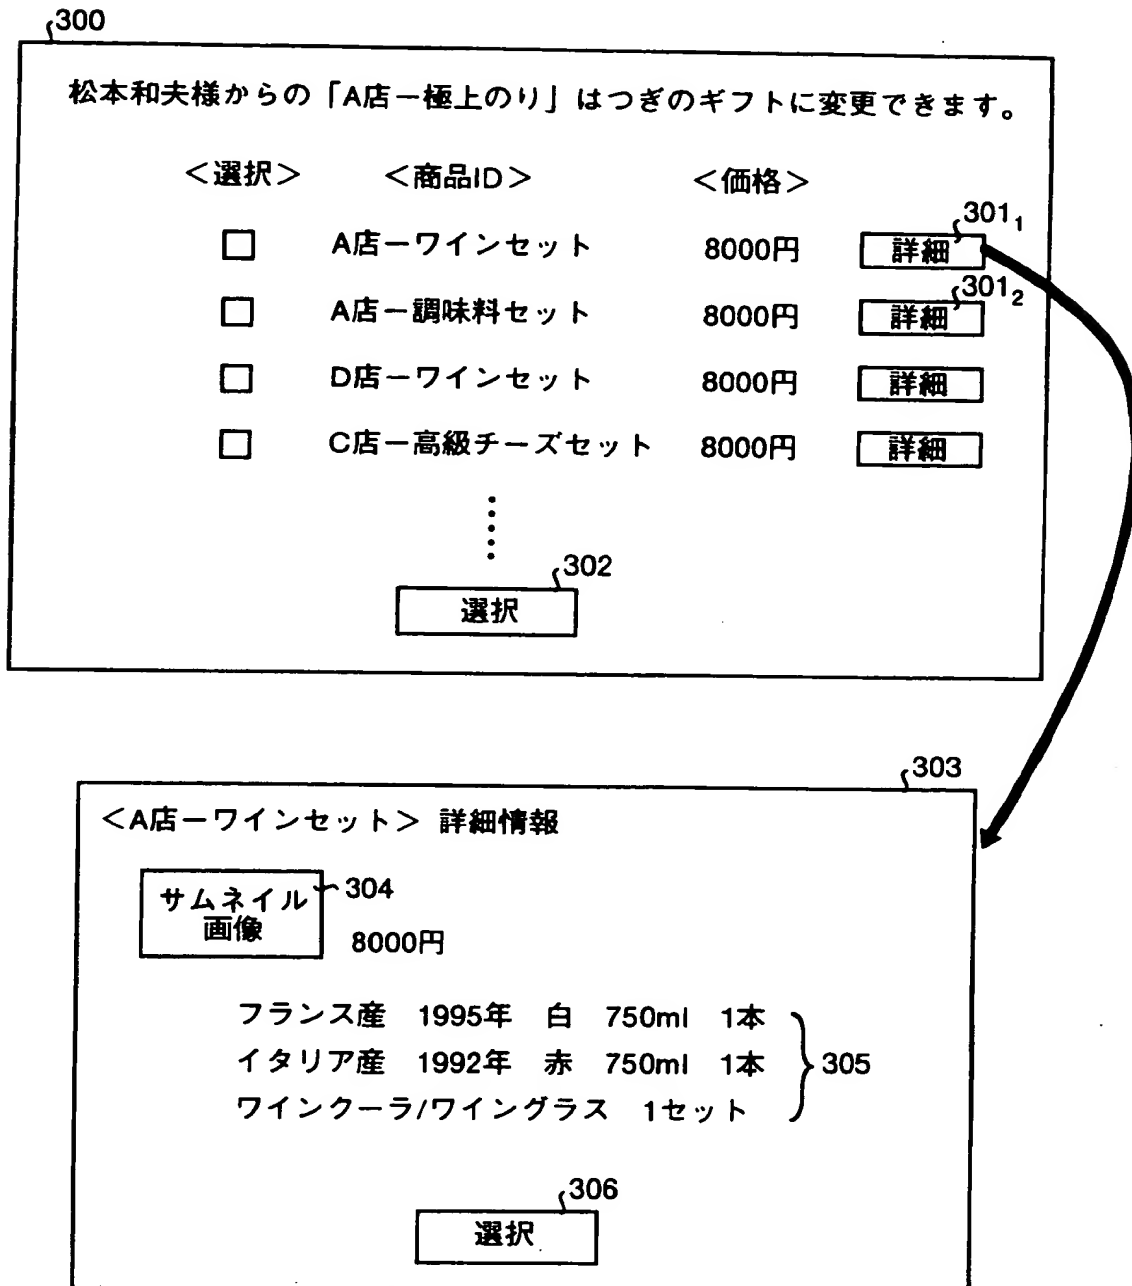 300
松本和夫様からの「A店ー極上のり」はつぎのギフトに変更できます。
＜選択＞ ＜商品ID＞ ＜価格＞
301₁
□ A店ーワインセット 8000円 詳細
301₂
□ A店ー調味料セット 8000円 詳細
□ D店ーワインセット 8000円 詳細
□ C店ー高級チーズセット 8000円 詳細
302
選択
303
＜A店ーワインセット＞ 詳細情報
サムネイル 304
画像 8000円
フランス産 1995年 白 750ml 1本
イタリア産 1992年 赤 750ml 1本 305
ワインクーラ/ワイングラス 1セット
306
選択